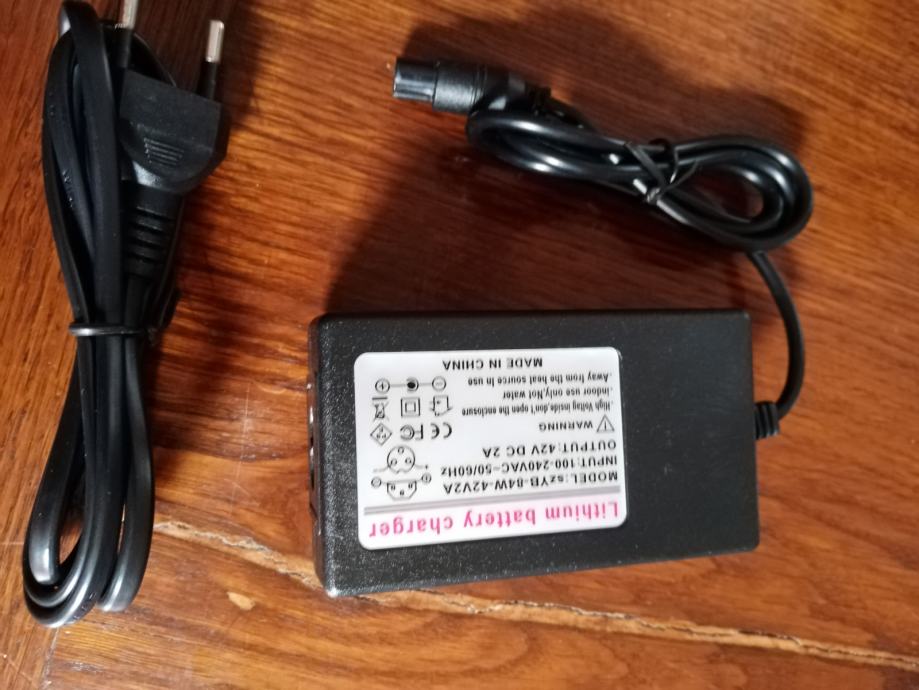 Lithium battery charger
MODEL:szYB-84W-42V2A
INPUT:100-240VAC~50/60Hz
OUTPUT:42V DC 2A
WARNING
High Voltag inside,don't open the enclosure
.indoor use only,Not water
.Away from the heat source in use
MADE IN CHINA
CE FC